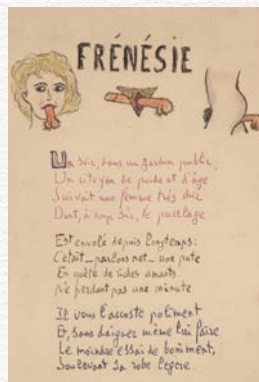 FRÉNÉSIE
Un soir, dans un jardin public,
Un citoyen de poids et d'âge
Suivait une femme très chic
Dont, à coup sûr, le pucelage
Est envolé depuis longtemps:
C'était _ parlons net _ une pute
En quête de riches amants.
Ne perdant pas une minute
Il vous l'accoste poliment
Et, sans daigner même lui faire
Le moindre essai de boniment,
Soulevant sa robe légère